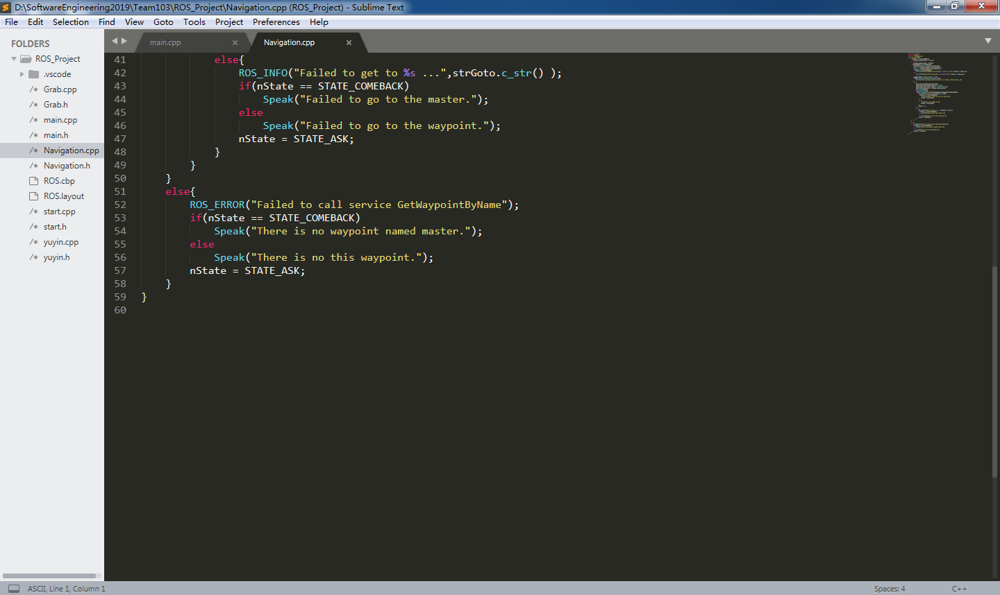 D:\SoftwareEngineering2019\Team103\ROS_Project\Navigation.cpp (ROS_Project) - Sublime Text
File Edit Selection Find View Goto Tools Project Preferences Help
FOLDERS
ROS_Project
.vscode
/* Grab.cpp
/* Grab.h
/* main.cpp
/* main.h
/* Navigation.cpp
/* Navigation.h
ROS.cbp
ROS.layout
/* start.cpp
/* start.h
/* yuyin.cpp
/* yuyin.h
main.cpp × Navigation.cpp ×
41 else{
42 ROS_INFO("Failed to get to %s ...",strGoto.c_str() );
43 if(nState == STATE_COMEBACK)
44 Speak("Failed to go to the master.");
45 else
46 Speak("Failed to go to the waypoint.");
47 nState = STATE_ASK;
48 }
49 }
50 }
51 else{
52 ROS_ERROR("Failed to call service GetWaypointByName");
53 if(nState == STATE_COMEBACK)
54 Speak("There is no waypoint named master.");
55 else
56 Speak("There is no this waypoint.");
57 nState = STATE_ASK;
58 }
59 }
60
ASCII, Line 1, Column 1 Spaces: 4 C++